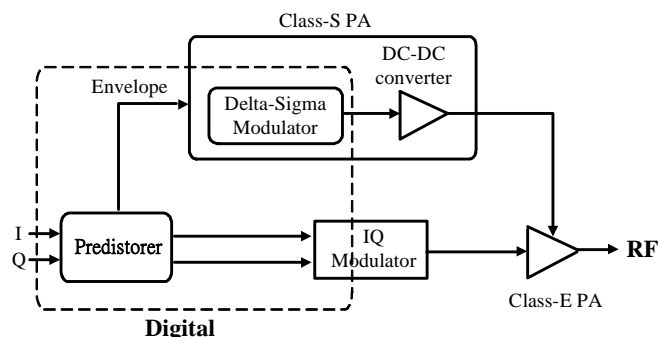 Class-S PA
DC-DC
converter
Envelope
Delta-Sigma
Modulator
I
Q
Predistorer
IQ
Modulator
RF
Class-E PA
Digital